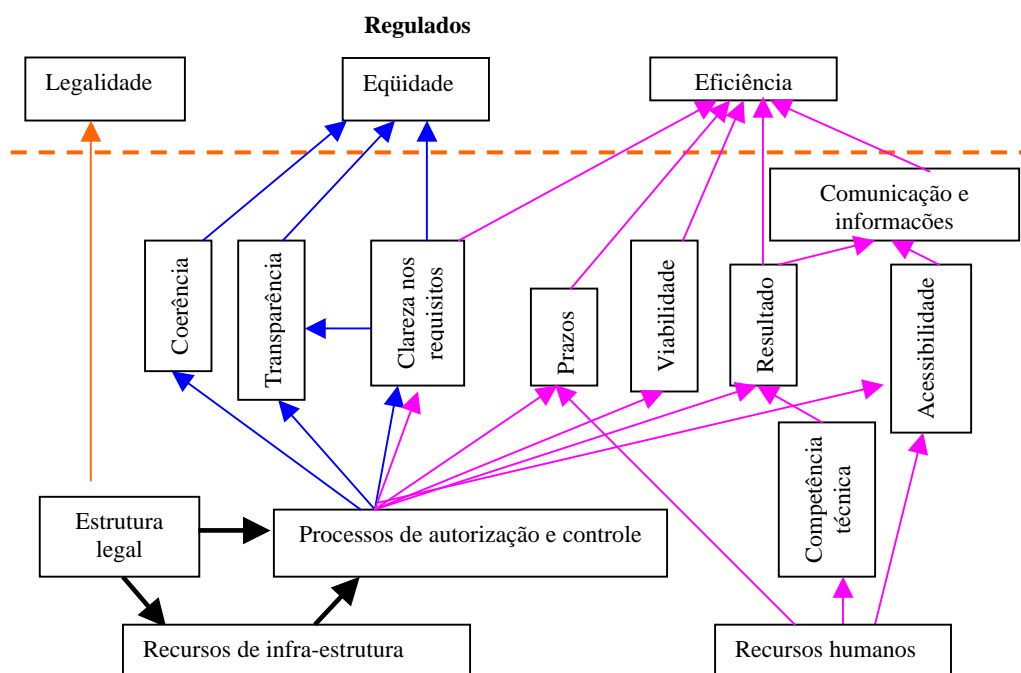 Regulados
Legalidade
Eqüidade
Eficiência
Comunicação e
informacões
Coerência
Transparência
Clareza nos
requisitos
Prazos
Viabilidade
Resultado
Acessibilidade
Competência
técnica
Estrutura
legal
Processos de autorização e controle
Recursos de infra-estrutura
Recursos humanos